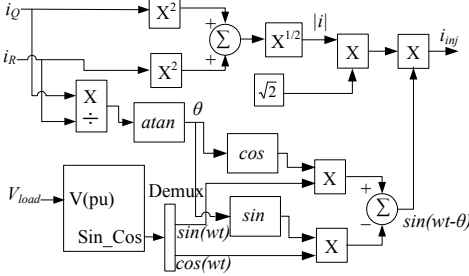 i_Q
X² + |i| i_inj
Σ X^{1/2} X X
i_R + 
X² √2
X
÷ atan θ
cos
X
V_load V(pu) Demux +
sin Σ
Sin_Cos sin(wt) − sin(wt-θ)
X
cos(wt)